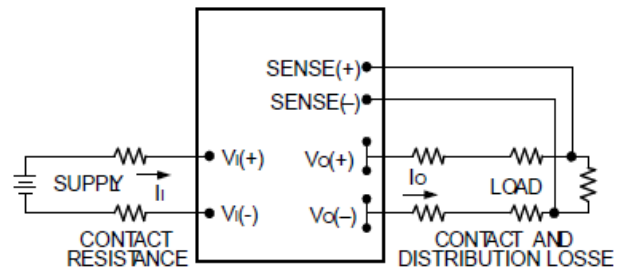 SENSE(+)
SENSE(–)
VI(+)
VO(+)
SUPPLY
II
IO
LOAD
VI(-)
VO(–)
CONTACT
RESISTANCE
CONTACT AND
DISTRIBUTION LOSSE